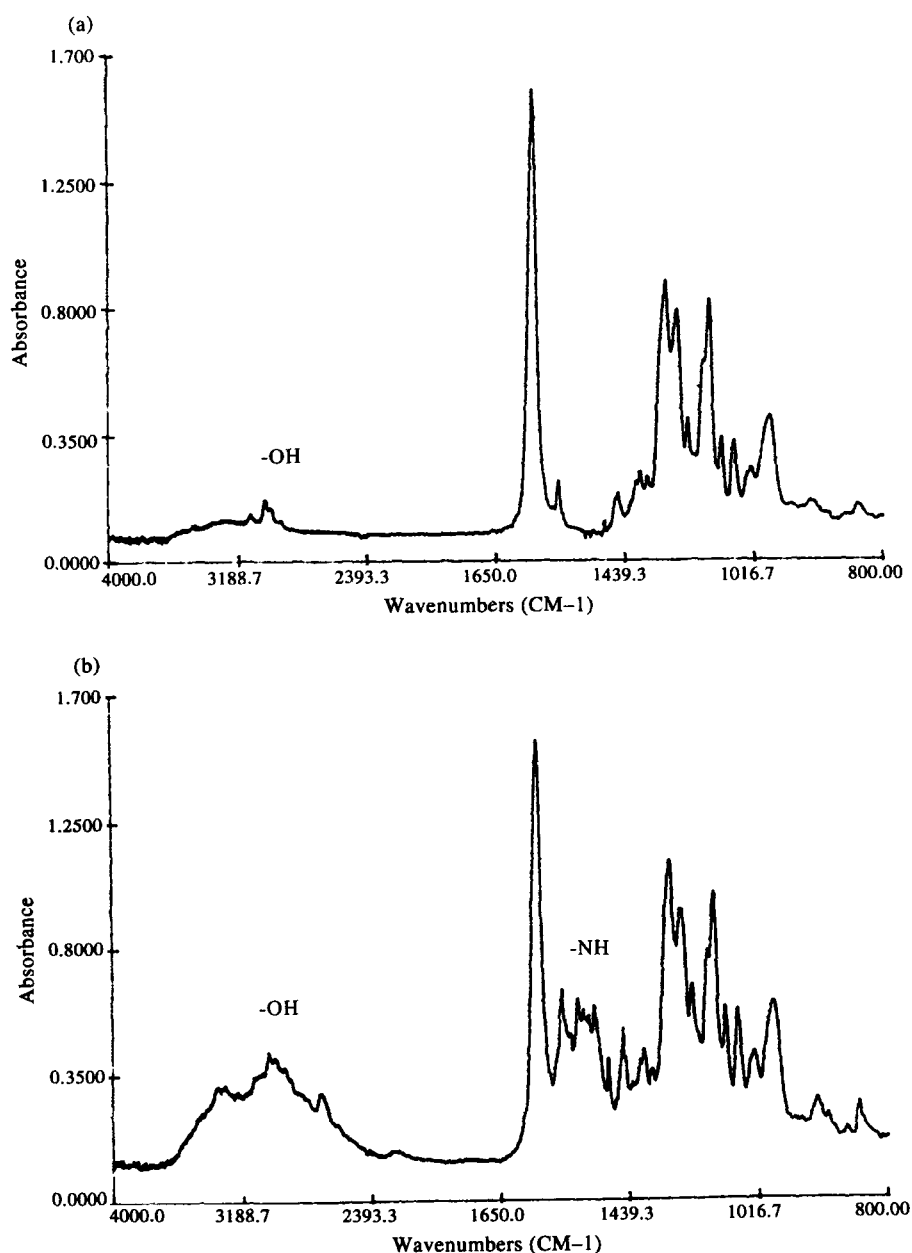 (a)
1.700
1.2500
0.8000
0.3500
0.0000
Absorbance
-OH
4000.0 3188.7 2393.3 1650.0 1439.3 1016.7 800.00
Wavenumbers (CM–1)
(b)
1.700
1.2500
0.8000
0.3500
0.0000
Absorbance
-OH
-NH
4000.0 3188.7 2393.3 1650.0 1439.3 1016.7 800.00
Wavenumbers (CM–1)